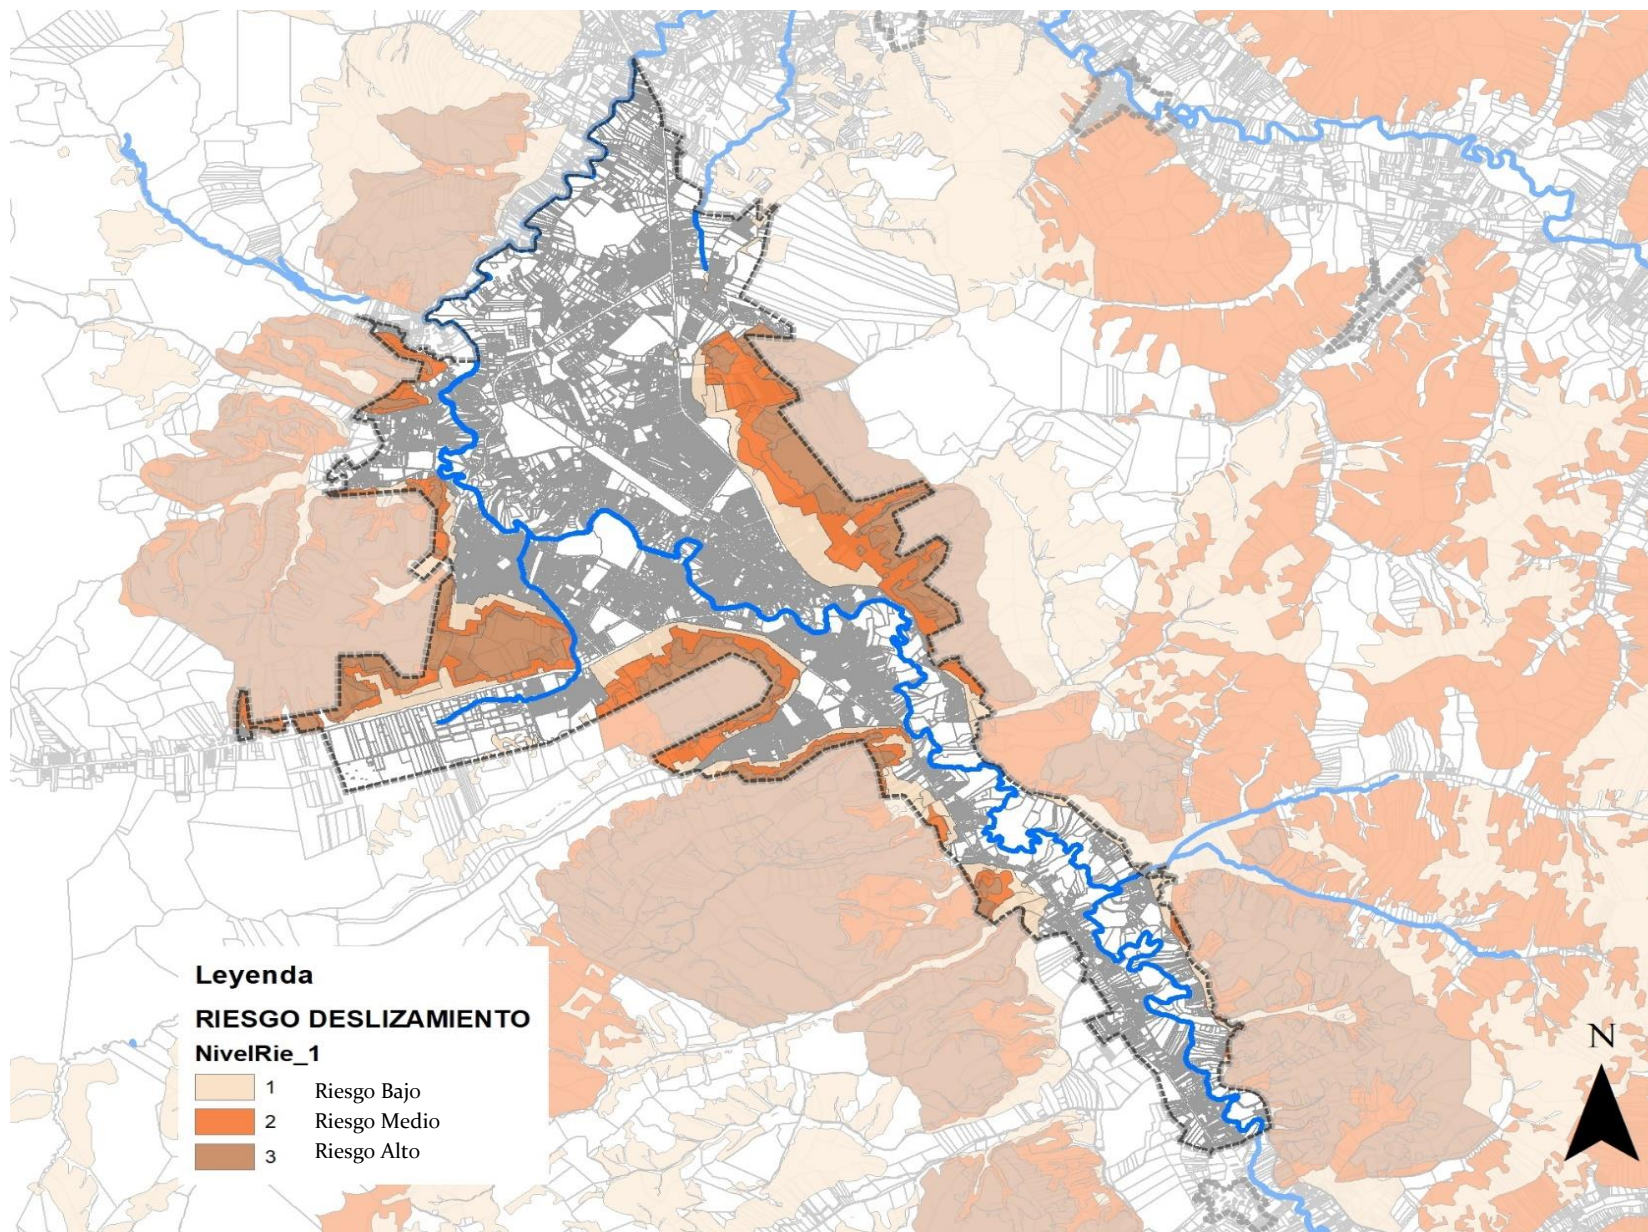 N
Leyenda
RIESGO DESLIZAMIENTO
NivelRie_1
1 Riesgo Bajo
2 Riesgo Medio
3 Riesgo Alto